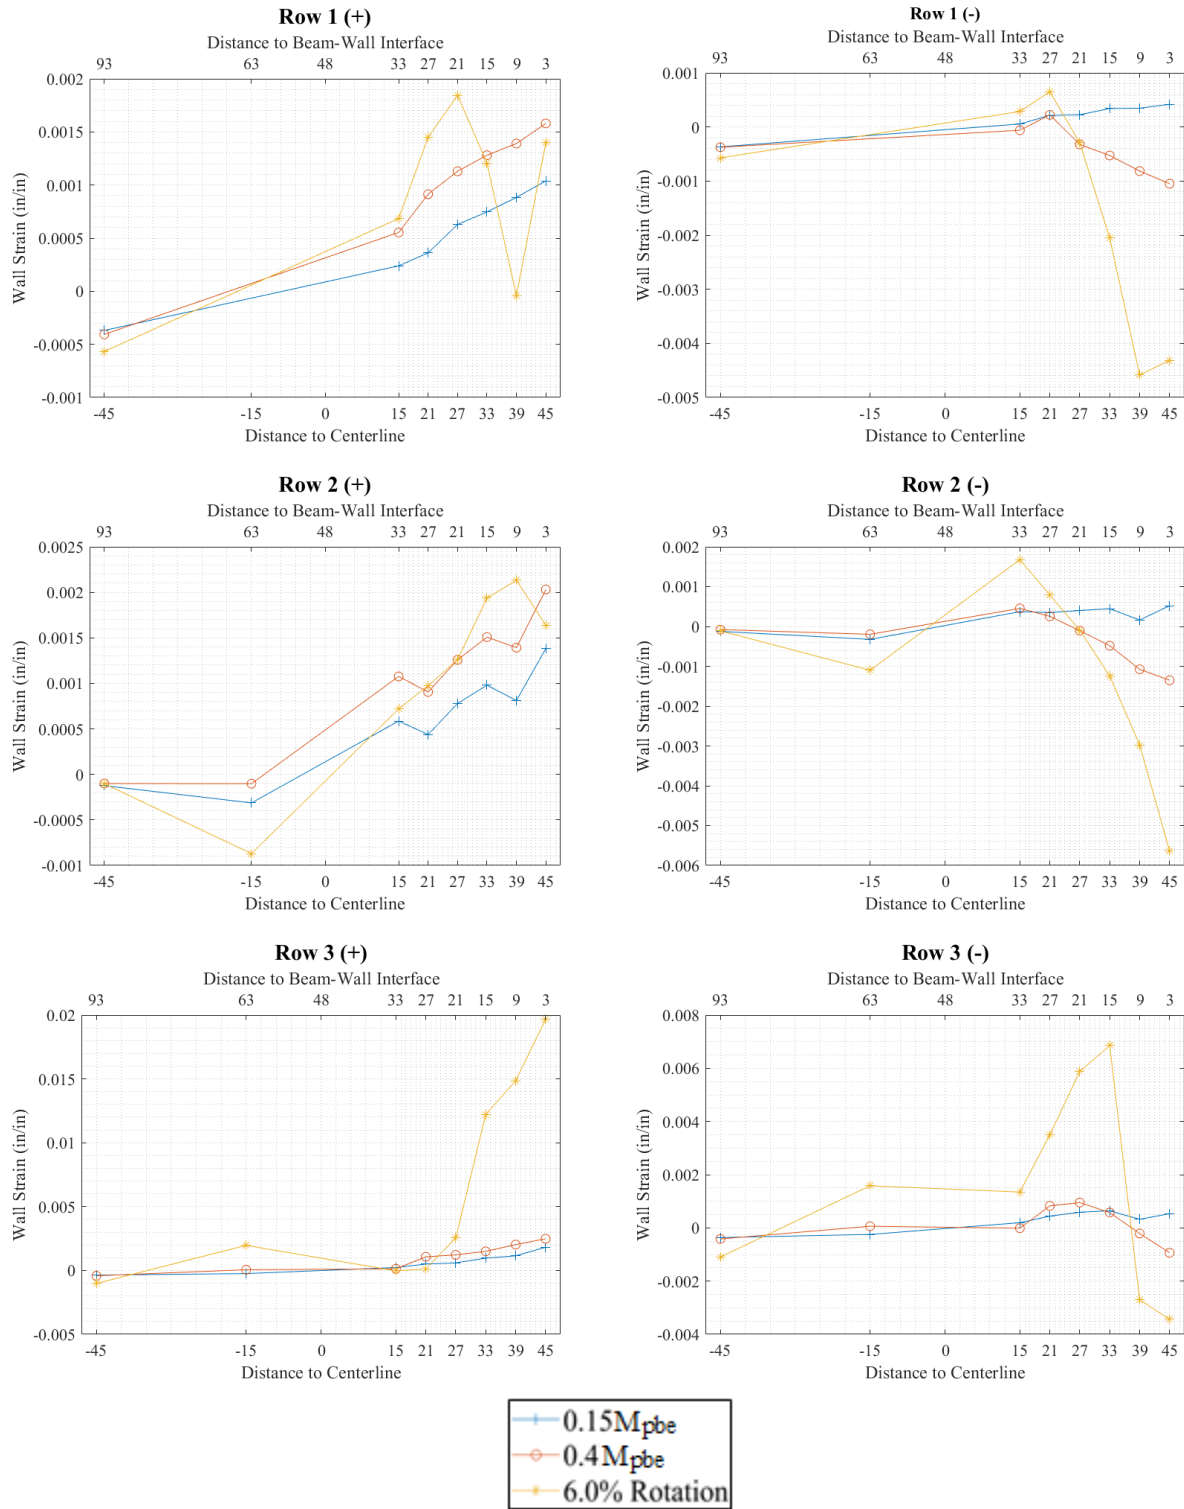 Row 1 (+)
Distance to Beam-Wall Interface
93 63 48 33 27 21 15 9 3
0.002
0.0015
0.001
0.0005
0
-0.0005
-0.001
Wall Strain (in/in)
-45 -15 0 15 21 27 33 39 45
Distance to Centerline
Row 1 (-)
Distance to Beam-Wall Interface
93 63 48 33 27 21 15 9 3
0.001
0
-0.001
-0.002
-0.003
-0.004
-0.005
Wall Strain (in/in)
-45 -15 0 15 21 27 33 39 45
Distance to Centerline
Row 2 (+)
Distance to Beam-Wall Interface
93 63 48 33 27 21 15 9 3
0.0025
0.002
0.0015
0.001
0.0005
0
-0.0005
-0.001
Wall Strain (in/in)
-45 -15 0 15 21 27 33 39 45
Distance to Centerline
Row 2 (-)
Distance to Beam-Wall Interface
93 63 48 33 27 21 15 9 3
0.002
0.001
0
-0.001
-0.002
-0.003
-0.004
-0.005
-0.006
Wall Strain (in/in)
-45 -15 0 15 21 27 33 39 45
Distance to Centerline
Row 3 (+)
Distance to Beam-Wall Interface
93 63 48 33 27 21 15 9 3
0.02
0.015
0.01
0.005
0
-0.005
Wall Strain (in/in)
-45 -15 0 15 21 27 33 39 45
Distance to Centerline
Row 3 (-)
Distance to Beam-Wall Interface
93 63 48 33 27 21 15 9 3
0.008
0.006
0.004
0.002
0
-0.002
-0.004
Wall Strain (in/in)
-45 -15 0 15 21 27 33 39 45
Distance to Centerline
0.15Mpbe
0.4Mpbe
6.0% Rotation